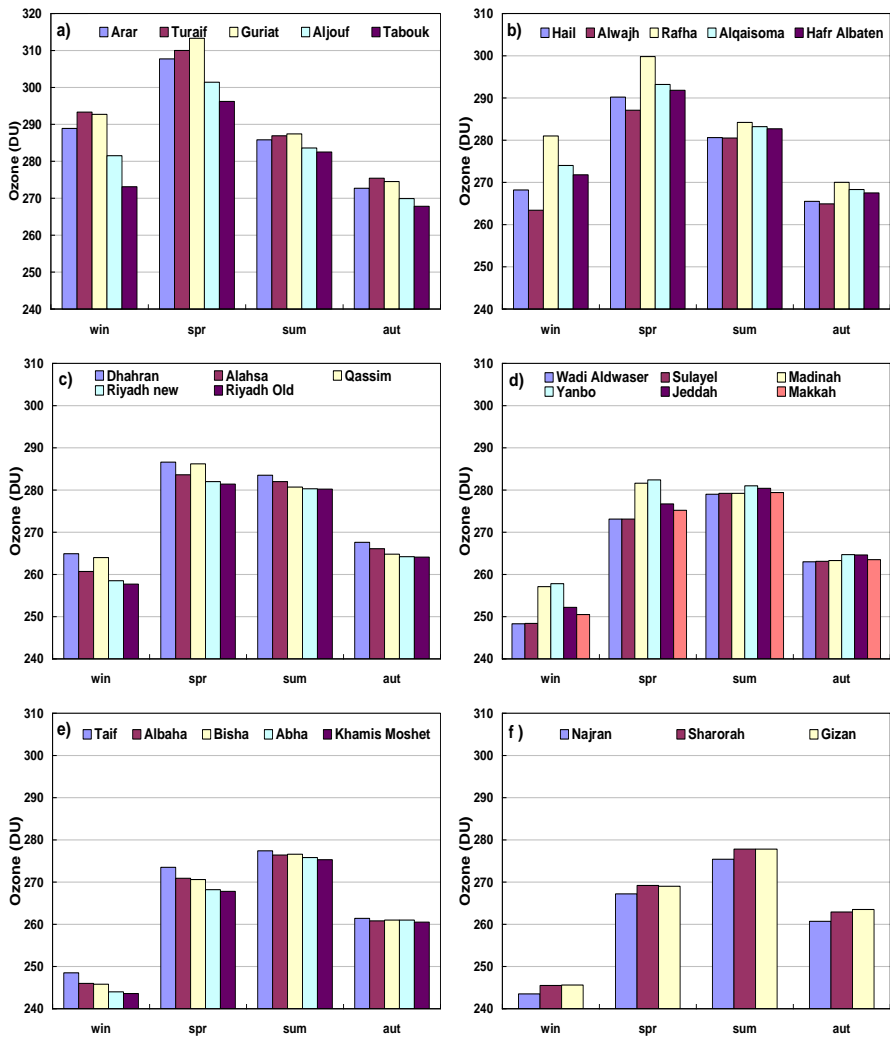 a) Arar Turaif Guriat Aljouf Tabouk
320
310
300
290
280
270
260
250
240
Ozone (DU)
win spr sum aut
b) Hail Alwajh Rafha Alqaisoma Hafr Albaten
310
300
290
280
270
260
250
240
Ozone (DU)
win spr sum aut
c) Dhahran Alahsa Qassim
Riyadh new Riyadh Old
310
300
290
280
270
260
250
240
Ozone (DU)
win spr sum aut
d) Wadi Aldwaser Sulayel Madinah
Yanbo Jeddah Makkah
310
300
290
280
270
260
250
240
Ozone (DU)
win spr sum aut
e) Taif Albaha Bisha Abha Khamis Moshet
310
300
290
280
270
260
250
240
Ozone (DU)
win spr sum aut
f ) Najran Sharorah Gizan
310
300
290
280
270
260
250
240
Ozone (DU)
win spr sum aut